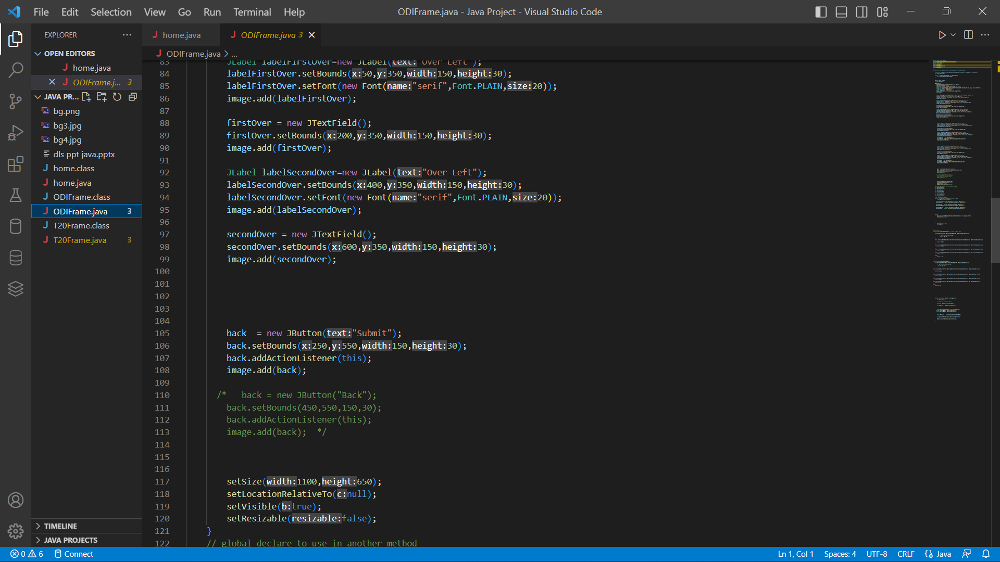 File Edit Selection View Go Run Terminal Help
ODIFrame.java - Java Project - Visual Studio Code
EXPLORER
OPEN EDITORS
home.java
ODIFrame.j... 3
JAVA PR...
bg.png
bg3.jpg
bg4.jpg
dls ppt java.pptx
home.class
home.java
ODIFrame.class
ODIFrame.java 3
T20Frame.class
T20Frame.java 3
TIMELINE
JAVA PROJECTS
home.java
ODIFrame.java 3
ODIFrame.java > ...
83 JLabel labelFirstOver=new JLabel(text:"Over Left");
84 labelFirstOver.setBounds(x:50,y:350,width:150,height:30);
85 labelFirstOver.setFont(new Font(name:"serif",Font.PLAIN,size:20));
86 image.add(labelFirstOver);
87
88 firstOver = new JTextField();
89 firstOver.setBounds(x:200,y:350,width:150,height:30);
90 image.add(firstOver);
91
92 JLabel labelSecondOver=new JLabel(text:"Over Left");
93 labelSecondOver.setBounds(x:400,y:350,width:150,height:30);
94 labelSecondOver.setFont(new Font(name:"serif",Font.PLAIN,size:20));
95 image.add(labelSecondOver);
96
97 secondOver = new JTextField();
98 secondOver.setBounds(x:600,y:350,width:150,height:30);
99 image.add(secondOver);
100
101
102
103
104
105 back  = new JButton(text:"Submit");
106 back.setBounds(x:250,y:550,width:150,height:30);
107 back.addActionListener(this);
108 image.add(back);
109
110 /*   back = new JButton("Back");
111 back.setBounds(450,550,150,30);
112 back.addActionListener(this);
113 image.add(back);  */
114
115
116
117 setSize(width:1100,height:650);
118 setLocationRelativeTo(c:null);
119 setVisible(b:true);
120 setResizable(resizable:false);
121 }
122 // global declare to use in another method
0 6 Connect
Ln 1, Col 1 Spaces: 4 UTF-8 CRLF Java